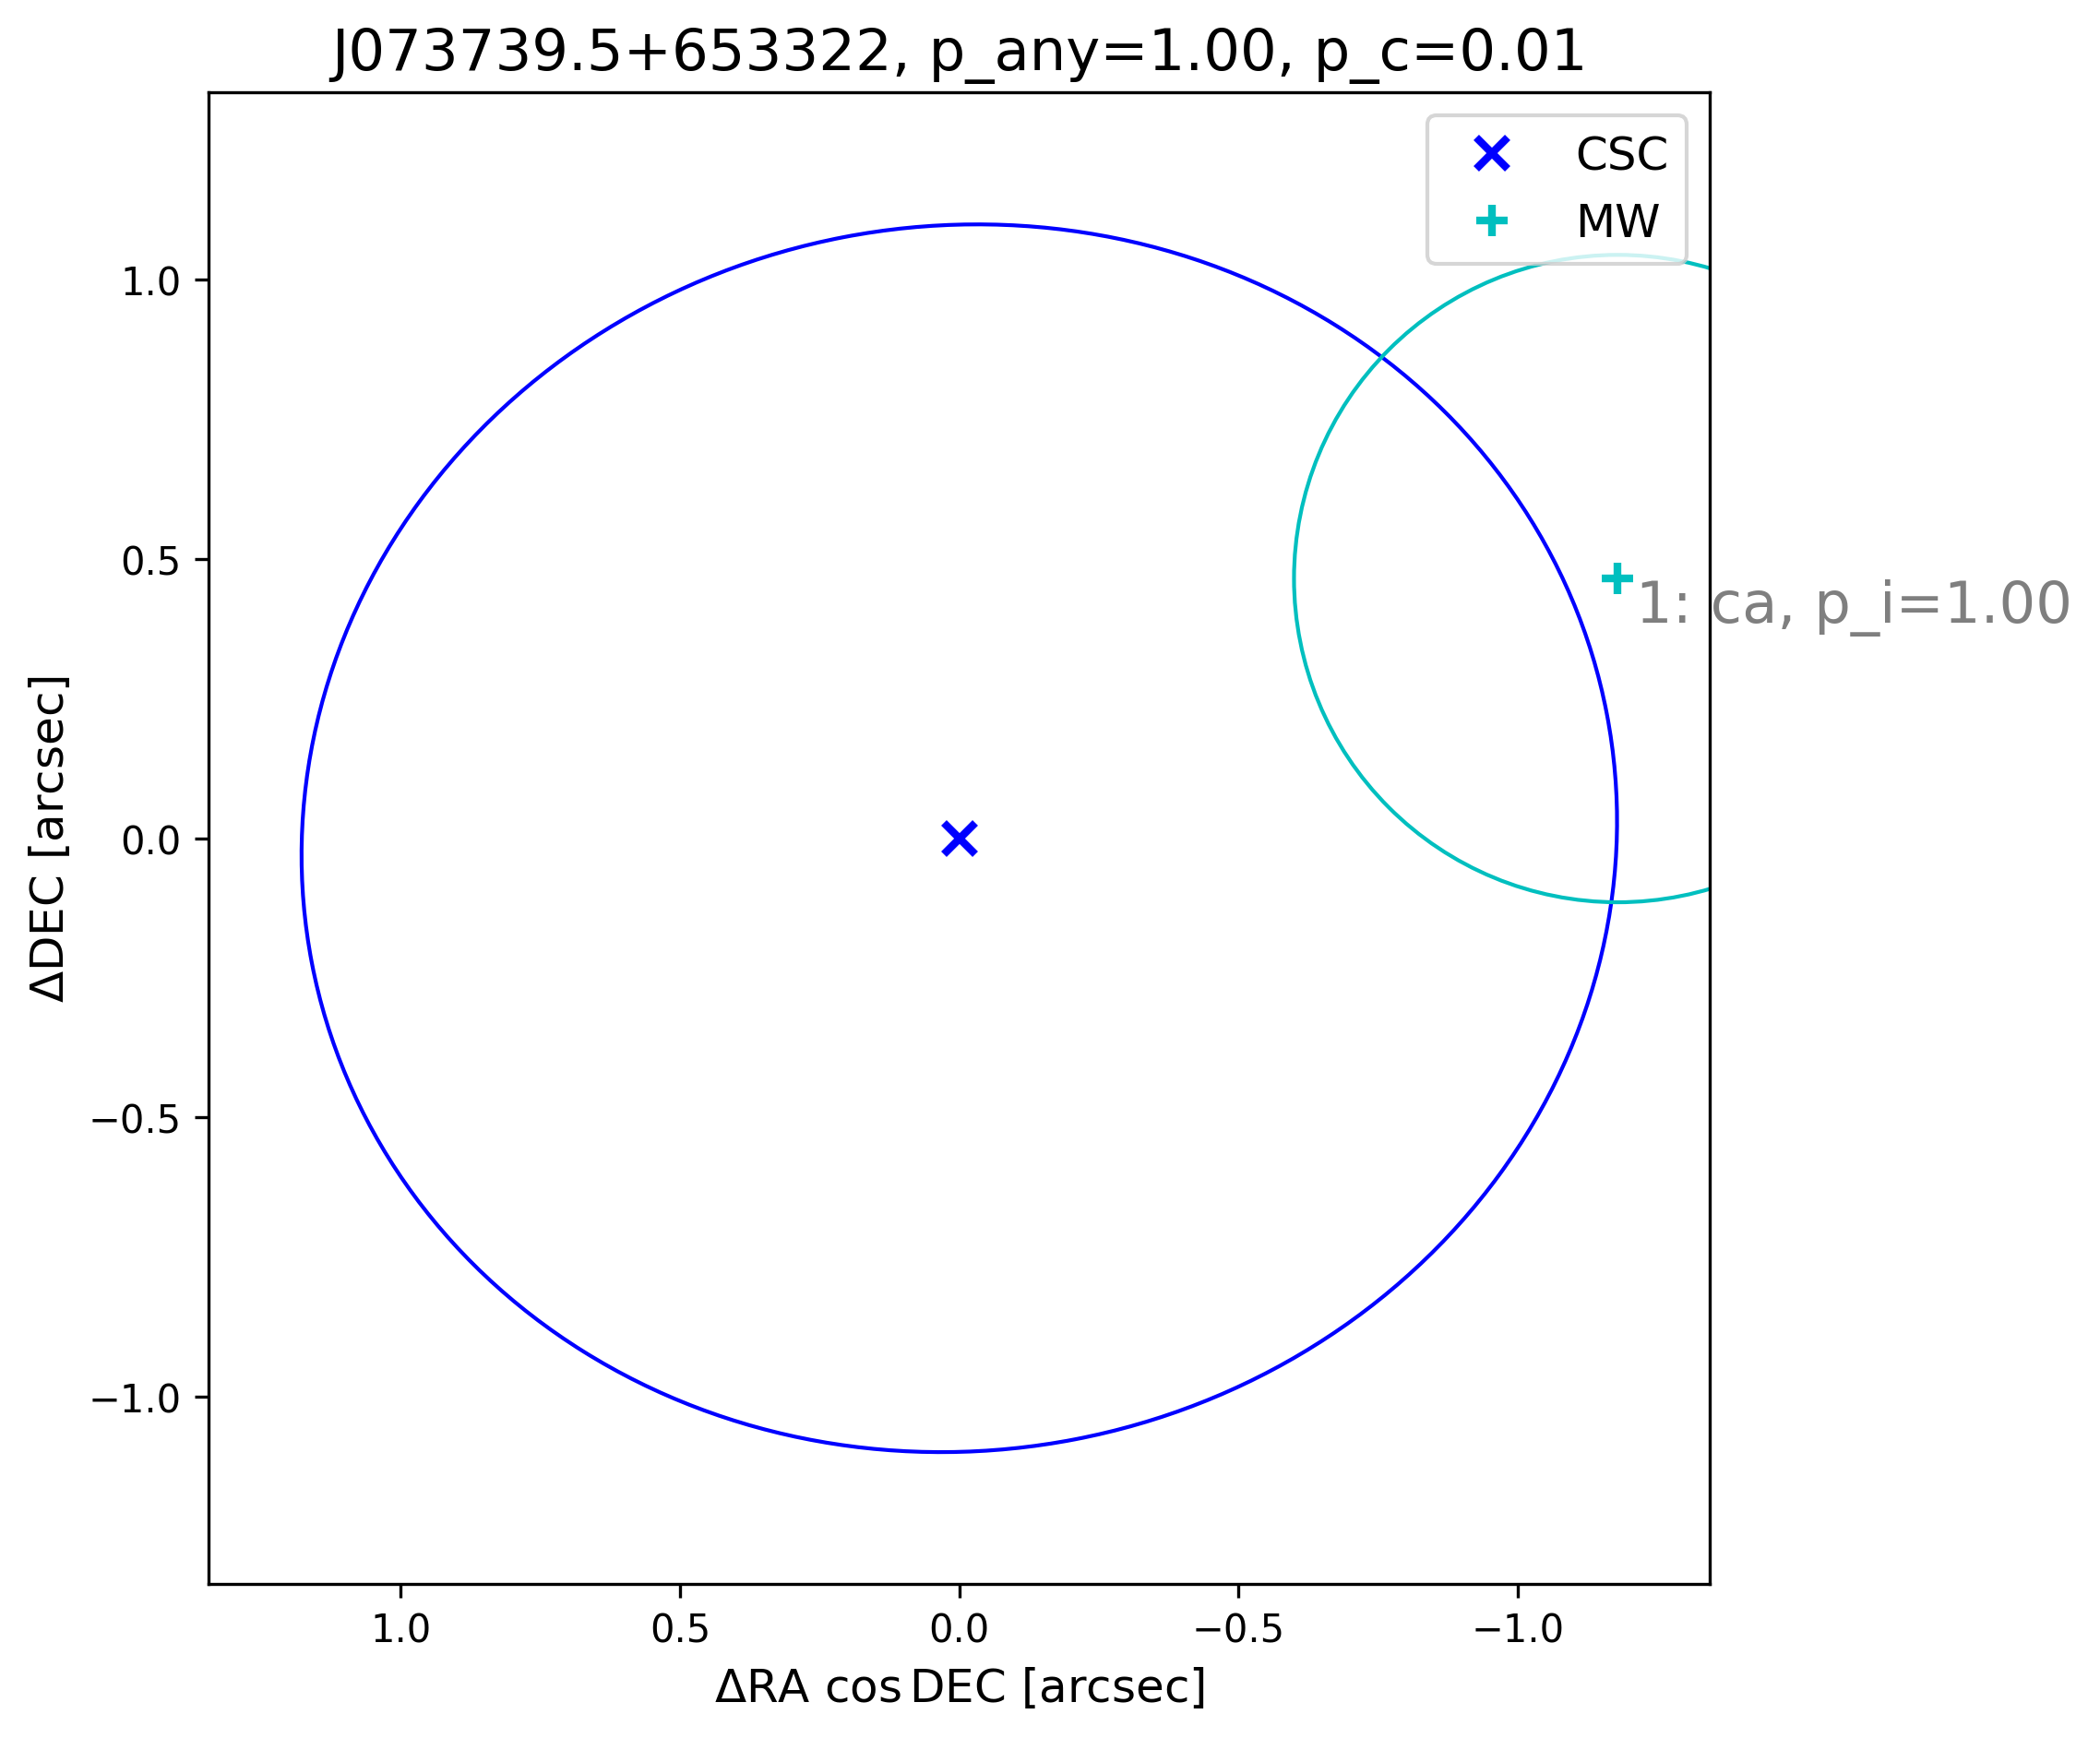 J073739.5+653322, p_any=1.00, p_c=0.01
CSC
MW
1: ca, p_i=1.00
ΔDEC [arcsec]
1.0
0.5
0.0
−0.5
−1.0
1.0 0.5 0.0 −0.5 −1.0
ΔRA cos DEC [arcsec]